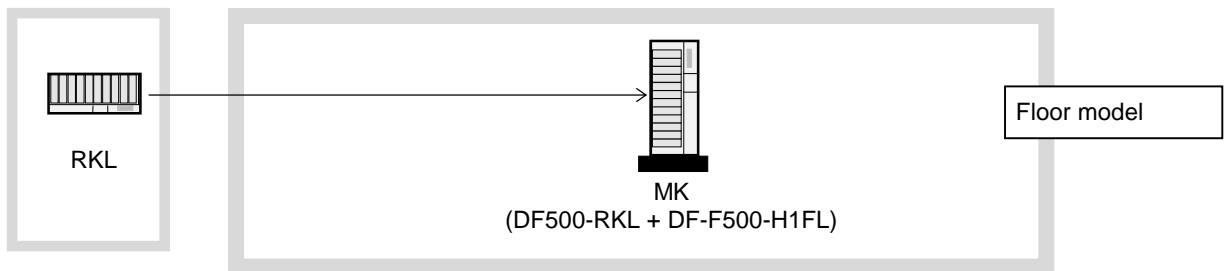 RKL
MK
(DF500-RKL + DF-F500-H1FL)
Floor model